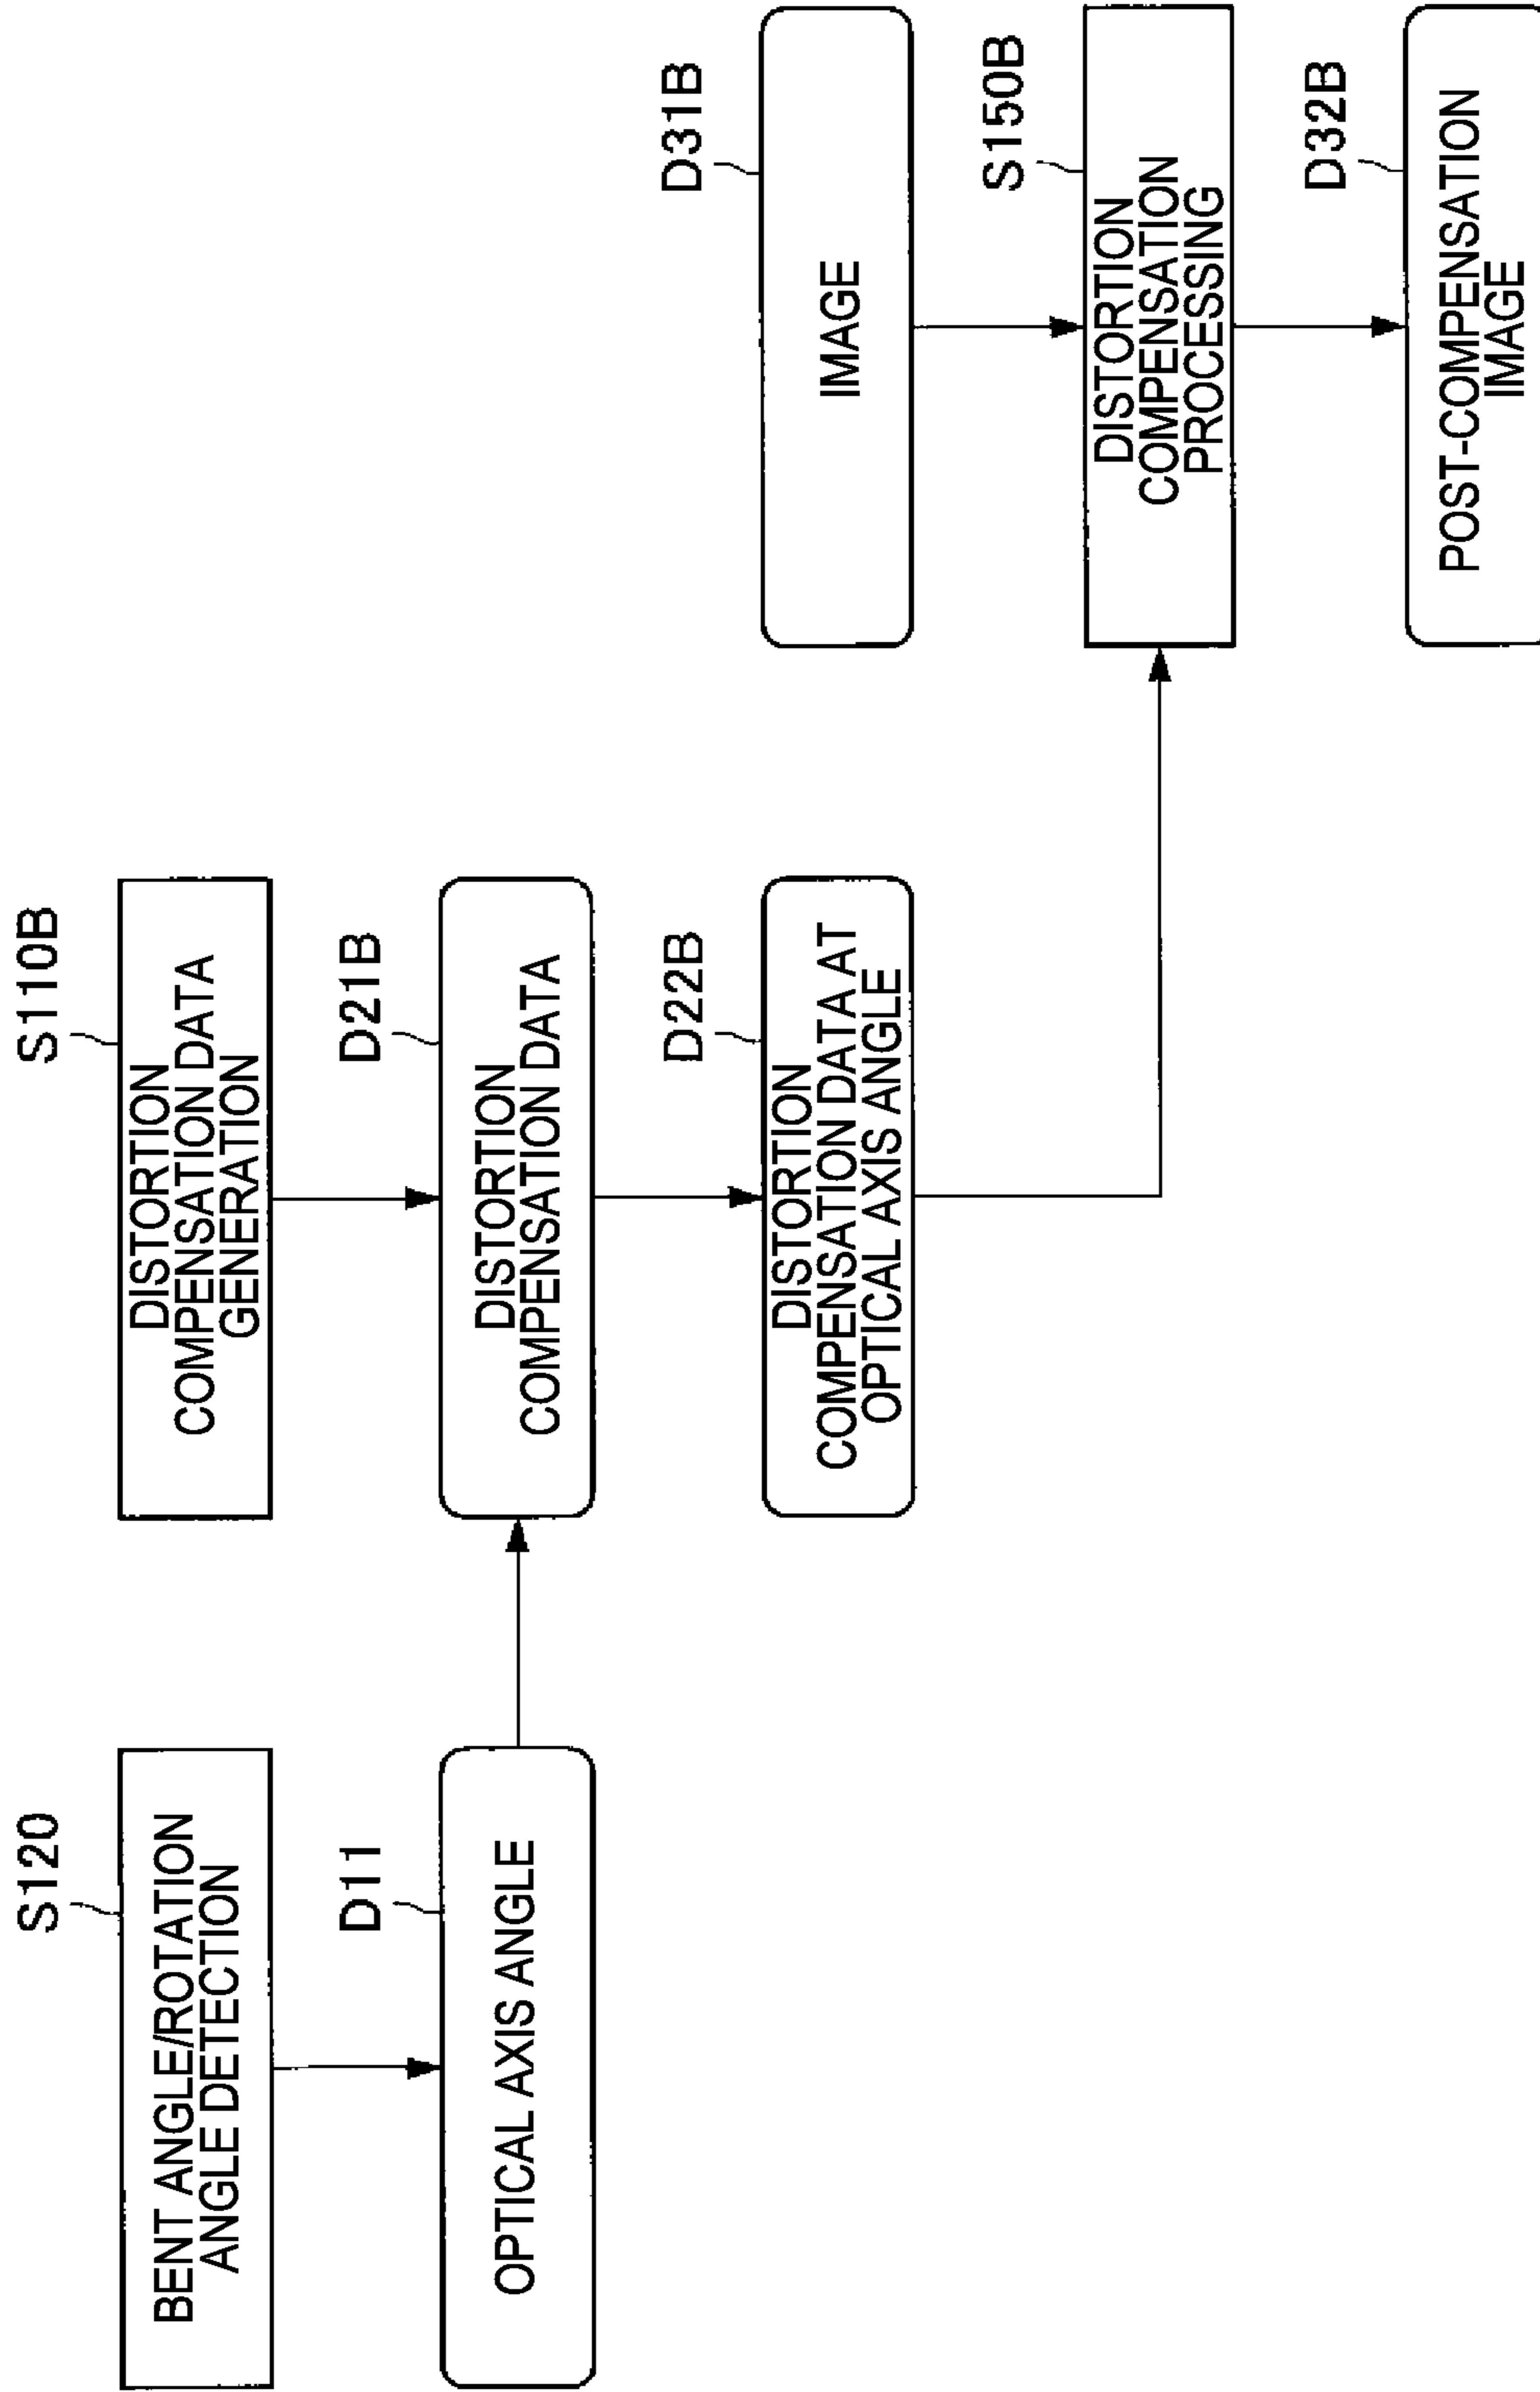 S120
BENT ANGLE/ROTATION
ANGLE DETECTION
D11
OPTICAL AXIS ANGLE
S110B
DISTORTION
COMPENSATION DATA
GENERATION
D21B
DISTORTION
COMPENSATION DATA
D22B
DISTORTION
COMPENSATION DATA AT
OPTICAL AXIS ANGLE
D31B
IMAGE
S150B
DISTORTION
COMPENSATION
PROCESSING
D32B
POST-COMPENSATION
IMAGE